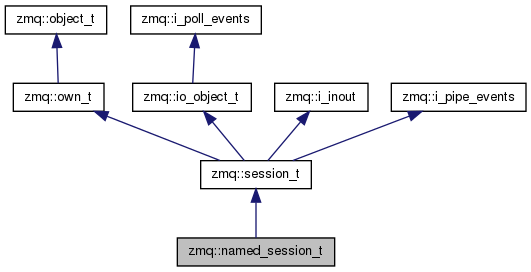 zmq::object_t
zmq::i_poll_events
zmq::own_t
zmq::io_object_t
zmq::i_inout
zmq::i_pipe_events
zmq::session_t
zmq::named_session_t